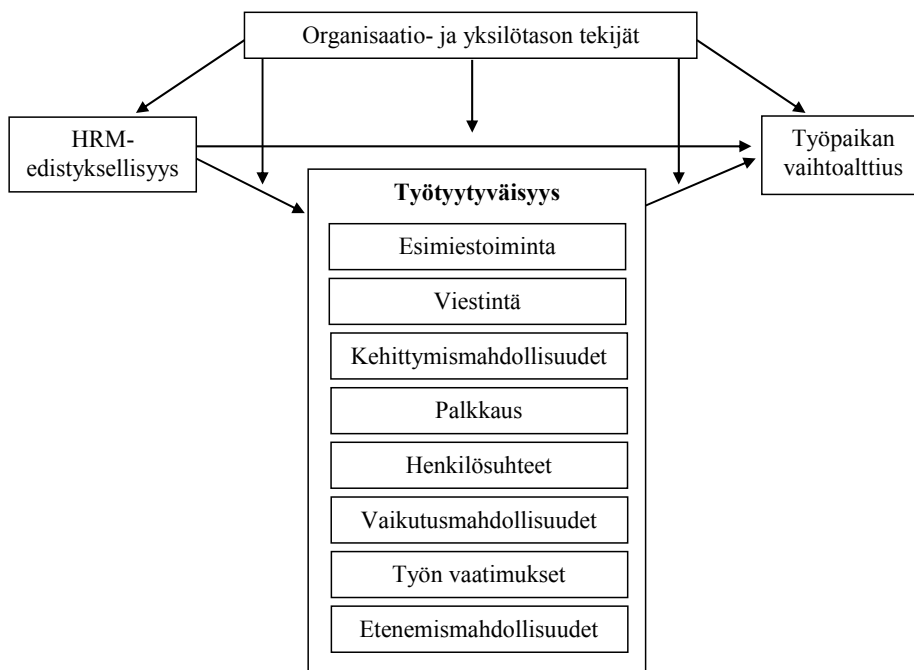 Organisaatio- ja yksilötason tekijät
HRM-
edistyksellisyys
Työpaikan
vaihtoalttius
Työtyytyväisyys
Esimiestoiminta
Viestintä
Kehittymismahdollisuudet
Palkkaus
Henkilösuhteet
Vaikutusmahdollisuudet
Työn vaatimukset
Etenemismahdollisuudet